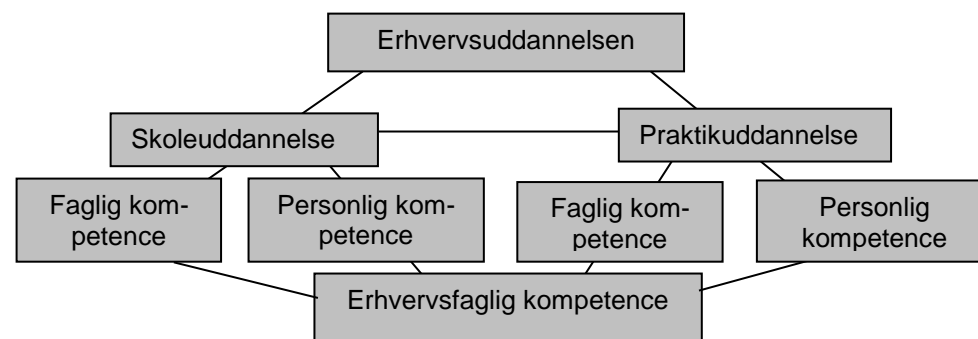 Erhvervsuddannelsen
Skoleuddannelse
Praktikuddannelse
Faglig kom-
petence
Personlig kom-
petence
Faglig kom-
petence
Personlig
kompetence
Erhvervsfaglig kompetence